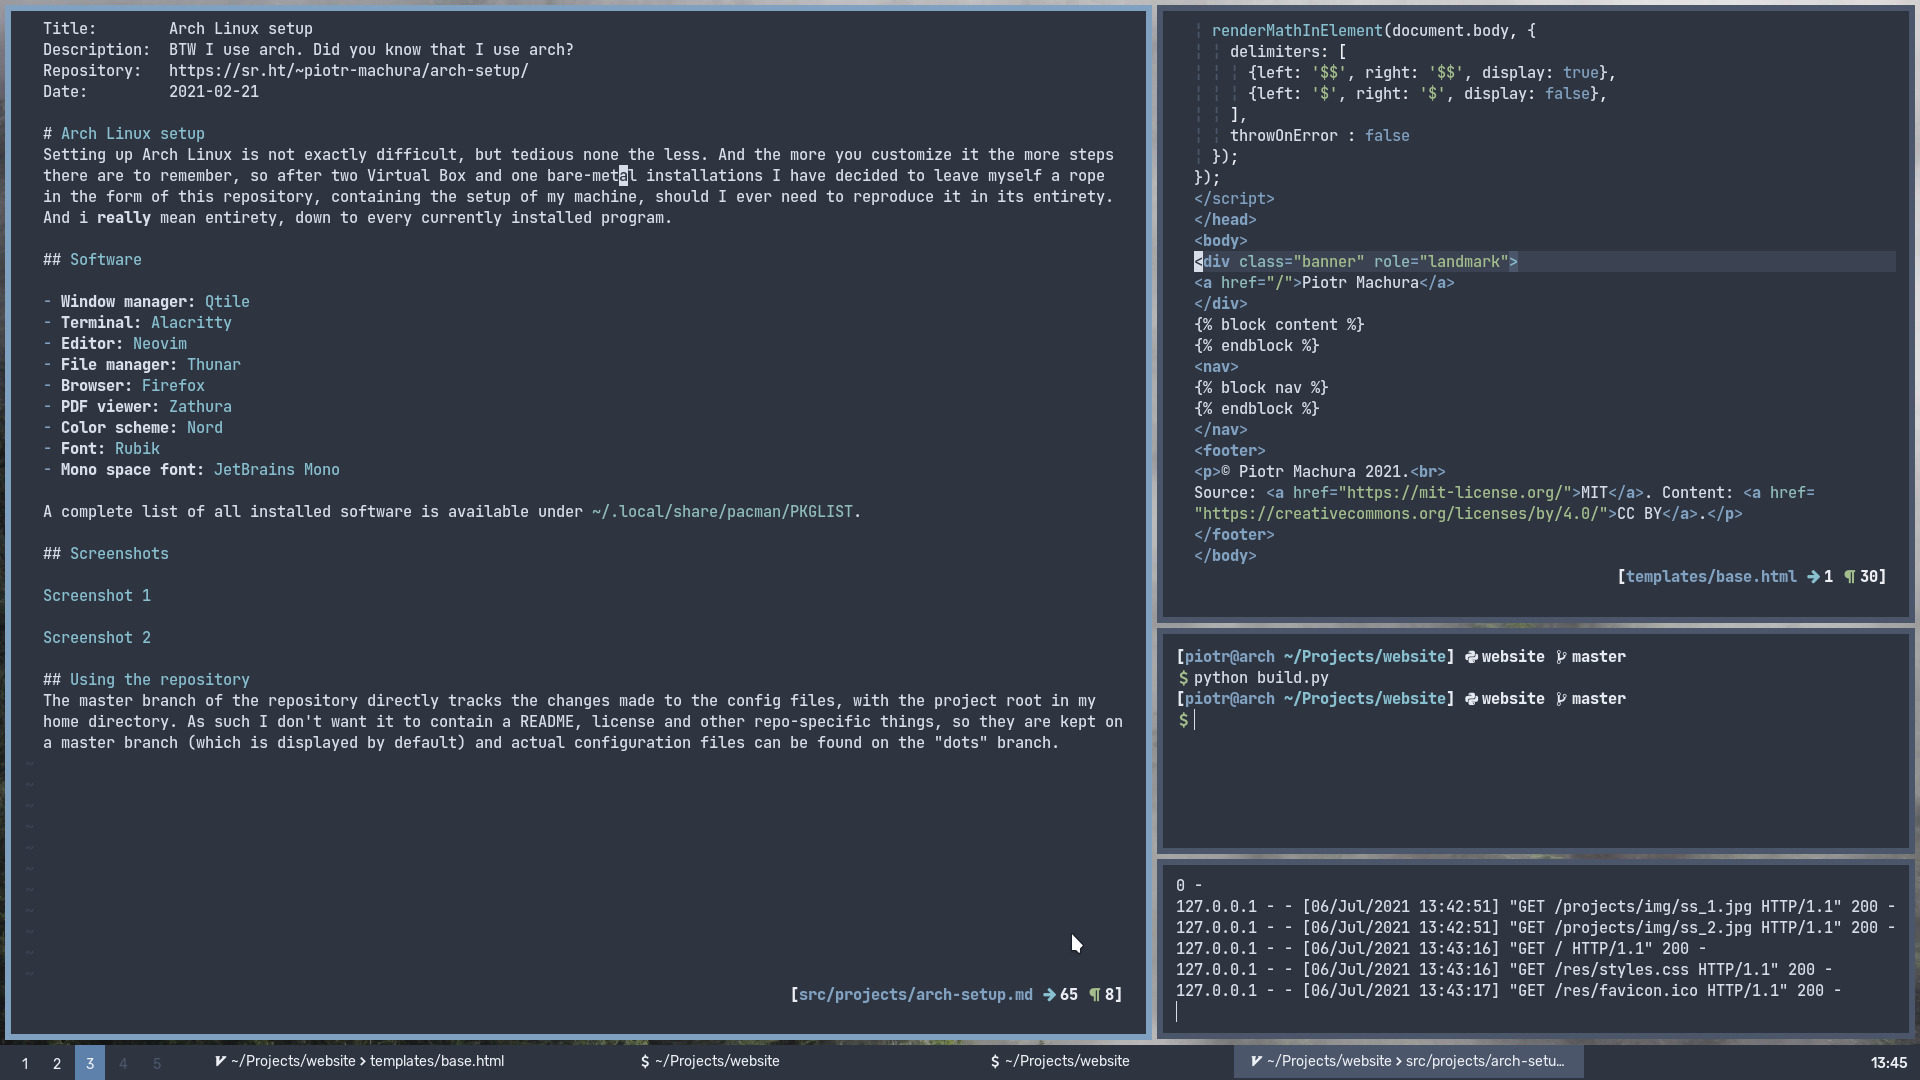 Title:        Arch Linux setup
Description:  BTW I use arch. Did you know that I use arch?
Repository:   https://sr.ht/~piotr-machura/arch-setup/
Date:         2021-02-21
# Arch Linux setup
Setting up Arch Linux is not exactly difficult, but tedious none the less. And the more you customize it the more steps
there are to remember, so after two Virtual Box and one bare-metal installations I have decided to leave myself a rope
in the form of this repository, containing the setup of my machine, should I ever need to reproduce it in its entirety.
And i really mean entirety, down to every currently installed program.
## Software
- Window manager: Qtile
- Terminal: Alacritty
- Editor: Neovim
- File manager: Thunar
- Browser: Firefox
- PDF viewer: Zathura
- Color scheme: Nord
- Font: Rubik
- Mono space font: JetBrains Mono
A complete list of all installed software is available under ~/.local/share/pacman/PKGLIST.
## Screenshots
Screenshot 1
Screenshot 2
## Using the repository
The master branch of the repository directly tracks the changes made to the config files, with the project root in my
home directory. As such I don't want it to contain a README, license and other repo-specific things, so they are kept on
a master branch (which is displayed by default) and actual configuration files can be found on the "dots" branch.
~
~
~
~
~
~
~
~
~
~
~
[src/projects/arch-setup.md → 65 ¶ 8]
renderMathInElement(document.body, {
delimiters: [
{left: '$$', right: '$$', display: true},
{left: '$', right: '$', display: false},
],
throwOnError : false
});
});
</script>
</head>
<body>
<div class="banner" role="landmark">
<a href="/">Piotr Machura</a>
</div>
{% block content %}
{% endblock %}
<nav>
{% block nav %}
{% endblock %}
</nav>
<footer>
<p>© Piotr Machura 2021.<br>
Source: <a href="https://mit-license.org/">MIT</a>. Content: <a href=
"https://creativecommons.org/licenses/by/4.0/">CC BY</a>.</p>
</footer>
</body>
[templates/base.html → 1 ¶ 30]
[piotr@arch ~/Projects/website] website master
$ python build.py
[piotr@arch ~/Projects/website] website master
$
0 -
127.0.0.1 - - [06/Jul/2021 13:42:51] "GET /projects/img/ss_1.jpg HTTP/1.1" 200 -
127.0.0.1 - - [06/Jul/2021 13:42:51] "GET /projects/img/ss_2.jpg HTTP/1.1" 200 -
127.0.0.1 - - [06/Jul/2021 13:43:16] "GET / HTTP/1.1" 200 -
127.0.0.1 - - [06/Jul/2021 13:43:16] "GET /res/styles.css HTTP/1.1" 200 -
127.0.0.1 - - [06/Jul/2021 13:43:17] "GET /res/favicon.ico HTTP/1.1" 200 -
1 2 3 4 5 ~/Projects/website > templates/base.html $ ~/Projects/website $ ~/Projects/website ~/Projects/website > src/projects/arch-setu... 13:45